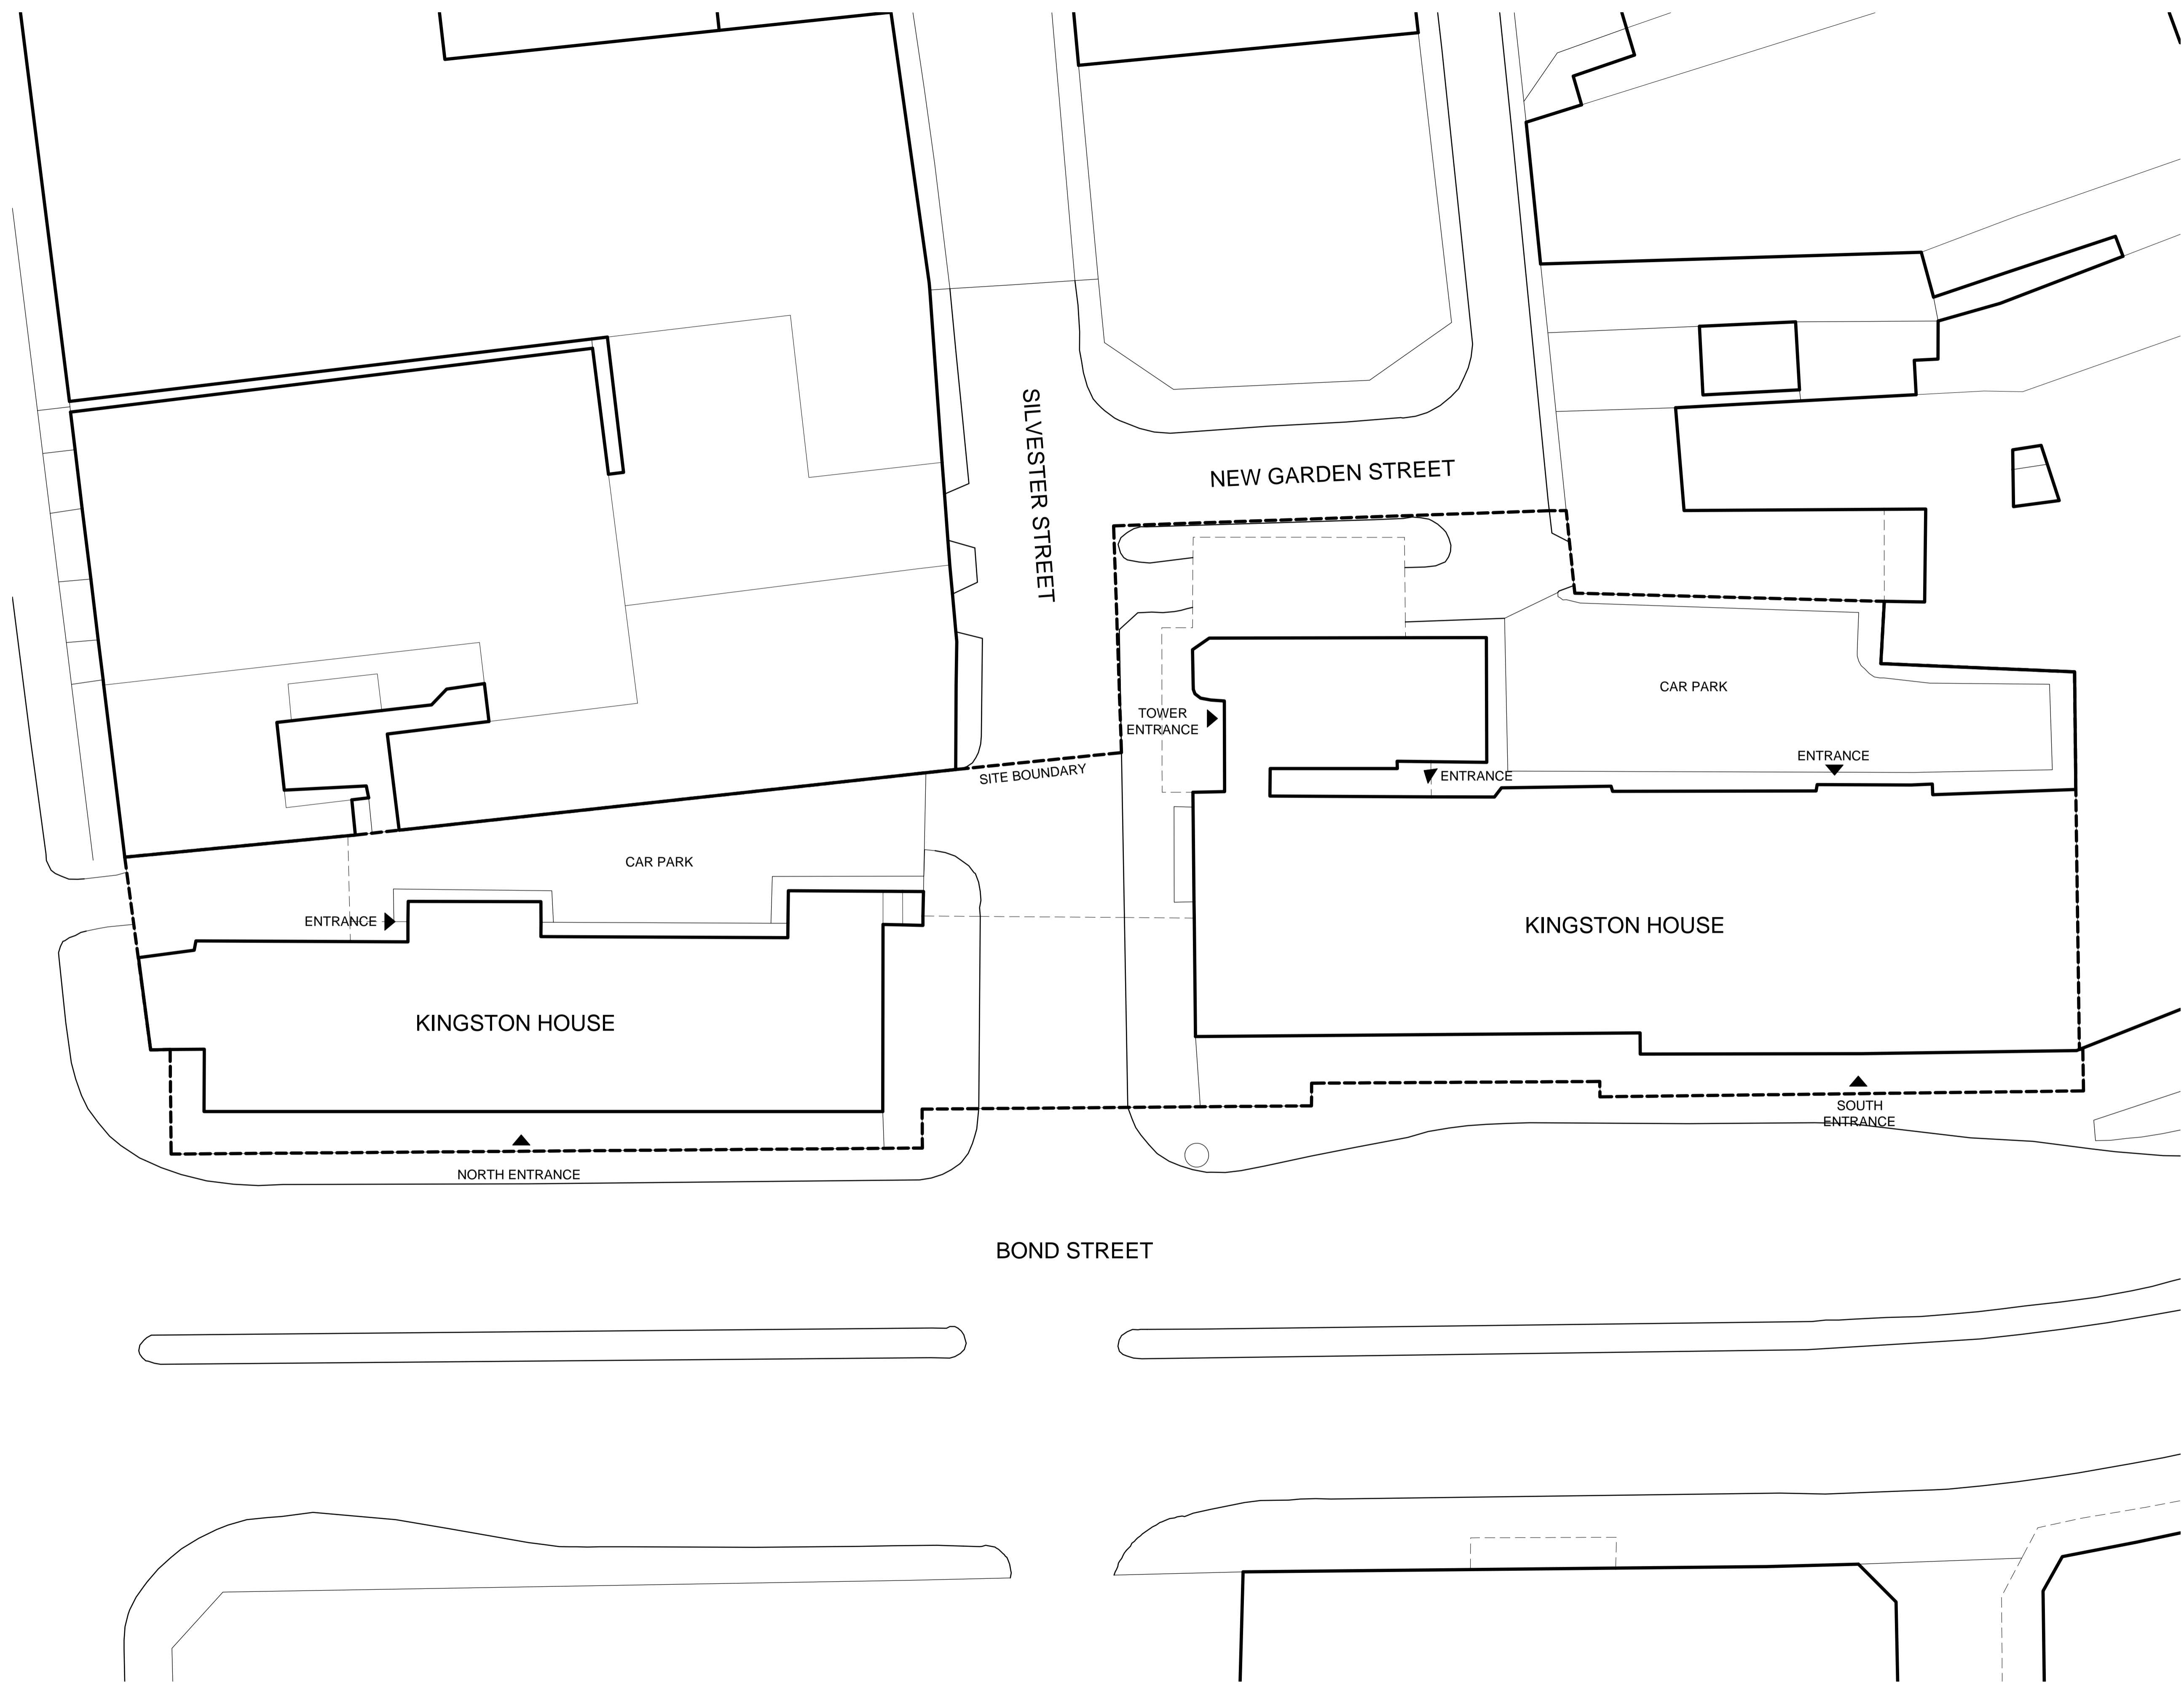 SILVESTER STREET
NEW GARDEN STREET
CAR PARK
TOWER
ENTRANCE
ENTRANCE
ENTRANCE
SITE BOUNDARY
CAR PARK
ENTRANCE
KINGSTON HOUSE
KINGSTON HOUSE
SOUTH
ENTRANCE
NORTH ENTRANCE
BOND STREET